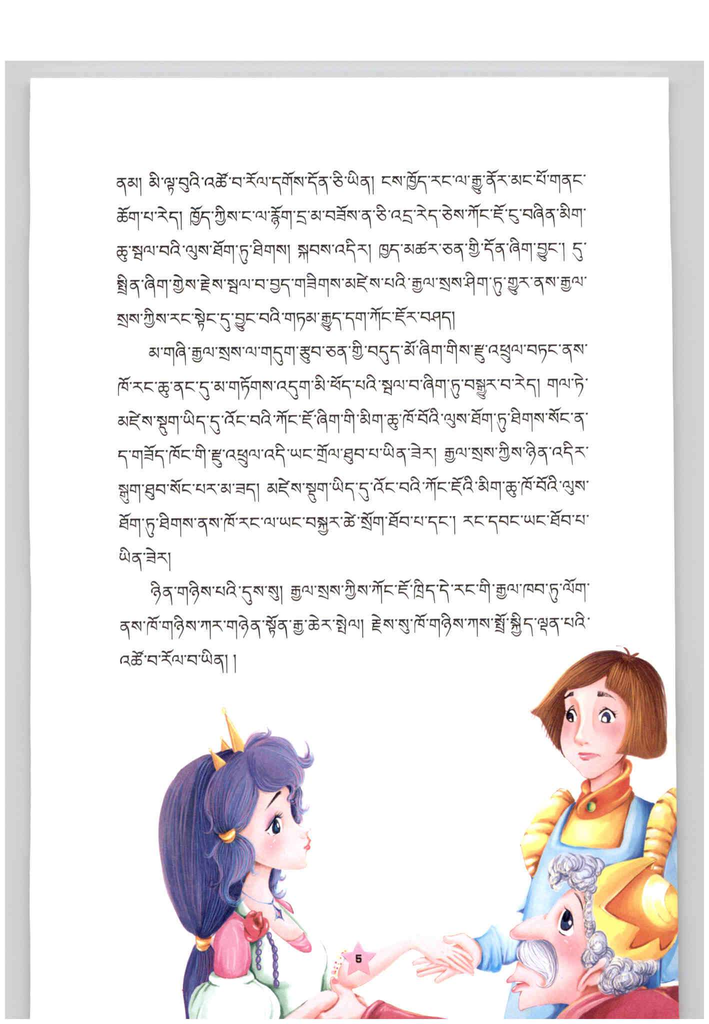 ནམ། མི་ལྟ་བུའི་འཚོ་བ་རོལ་དགོས་དོན་ཅི་ཡིན། ངས་ཁྱོད་རང་ལ་རྒྱུ་ནོར་མང་པོ་གནང་
ཆོག་པ་རེད། ཁྱོད་ཀྱིས་ང་ལ་རྙོག་དྲ་མ་བཟོས་ན་ཅི་འདྲ་རེད་ཅེས་ཀོང་ཇོ་ངུ་བཞིན་མིག་
ཆུ་སྦལ་བའི་ལུས་ཐོག་ཏུ་ཐིགས། སྐབས་འདིར། ཁྱད་མཚར་ཅན་གྱི་དོན་ཞིག་བྱུང་། དུ་
སྤྲིན་ཞིག་གྱེས་རྗེས་སྦལ་བ་བྱད་གཟིགས་མཛེས་པའི་རྒྱལ་སྲས་ཤིག་ཏུ་གྱུར་ནས་རྒྱལ་
སྲས་ཀྱིས་རང་སྟེང་དུ་བྱུང་བའི་གཏམ་རྒྱུད་དག་ཀོང་ཇོར་བཤད།
མ་གཞི་རྒྱལ་སྲས་ལ་གདུག་རྩུབ་ཅན་གྱི་བདུད་མོ་ཞིག་གིས་རྫུ་འཕྲུལ་བཏང་ནས་
ཁོ་རང་ཆུ་ནང་དུ་མ་གཏོགས་འདུག་མི་ཕོད་པའི་སྦལ་བ་ཞིག་ཏུ་བསྒྱུར་བ་རེད། གལ་ཏེ་
མཛེས་སྡུག་ཡིད་དུ་འོང་བའི་ཀོང་ཇོ་ཞིག་གི་མིག་ཆུ་ཁོ་བོའི་ལུས་ཐོག་ཏུ་ཐིགས་སོང་ན་
ད་གཟོད་ཁོང་གི་རྫུ་འཕྲུལ་འདི་ཡང་གྲོལ་ཐུབ་པ་ཡིན་ཟེར། རྒྱལ་སྲས་ཀྱིས་ཉིན་འདིར་
སྒུག་ཐུབ་སོང་པར་མ་ཟད། མཛེས་སྡུག་ཡིད་དུ་འོང་བའི་ཀོང་ཇོའི་མིག་ཆུ་ཁོ་བོའི་ལུས་
ཐོག་ཏུ་ཐིགས་ནས་ཁོ་རང་ལ་ཡང་བསྐྱར་ཚེ་སྲོག་ཐོབ་པ་དང་། རང་དབང་ཡང་ཐོབ་པ་
ཡིན་ཟེར།
ཉིན་གཉིས་པའི་དུས་སུ། རྒྱལ་སྲས་ཀྱིས་ཀོང་ཇོ་ཁྲིད་དེ་རང་གི་རྒྱལ་ཁབ་ཏུ་ལོག་
ནས་ཁོ་གཉིས་ཀར་གཉེན་སྟོན་རྒྱ་ཆེར་སྤེལ། རྗེས་སུ་ཁོ་གཉིས་ཀས་སྤྲོ་སྐྱིད་ལྡན་པའི་
འཚོ་བ་རོལ་བ་ཡིན། །
5